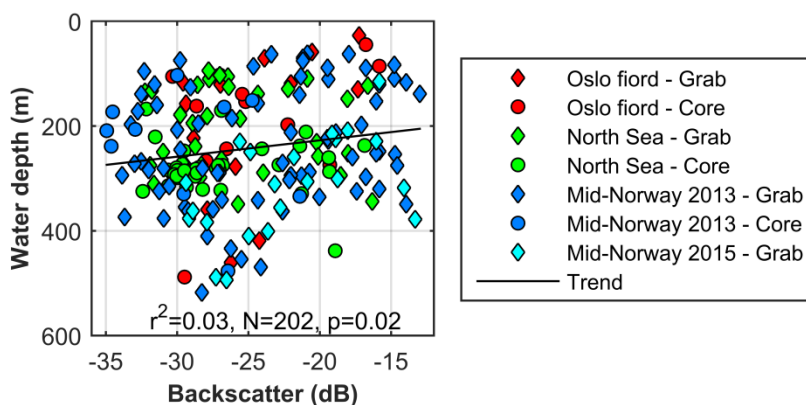 0
200
400
600
Water depth (m)
-35
-30
-25
-20
-15
Backscatter (dB)
r²=0.03, N=202, p=0.02
Oslo fiord - Grab
Oslo fiord - Core
North Sea - Grab
North Sea - Core
Mid-Norway 2013 - Grab
Mid-Norway 2013 - Core
Mid-Norway 2015 - Grab
Trend